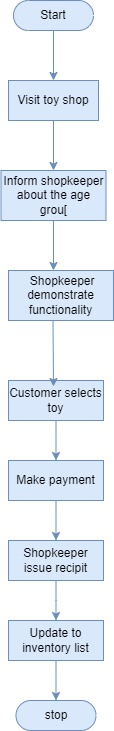 Start
Visit toy shop
Inform shopkeeper
about the age
grou[
Shopkeeper
demonstrate
functionality
Customer selects
toy
Make payment
Shopkeeper
issue recipit
Update to
inventory list
stop